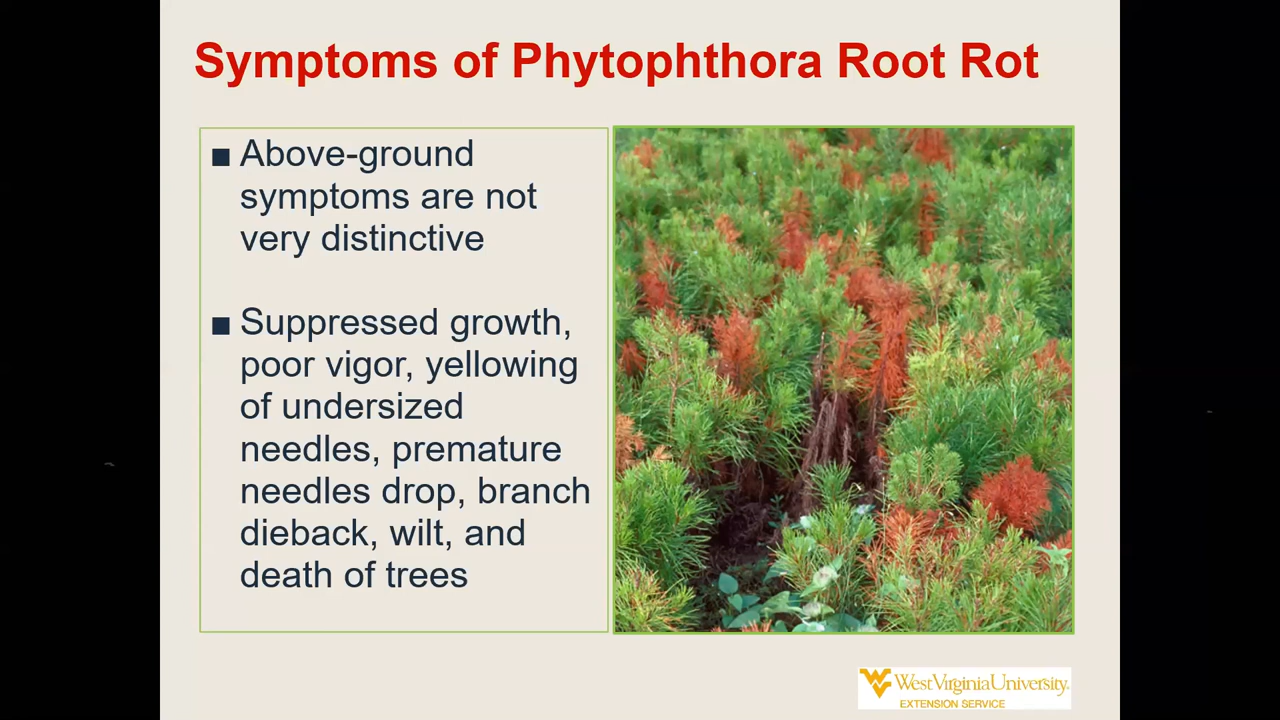 Symptoms of Phytophthora Root Rot
■ Above-ground
symptoms are not
very distinctive
■ Suppressed growth,
poor vigor, yellowing
of undersized
needles, premature
needles drop, branch
dieback, wilt, and
death of trees
WV WestVirginiaUniversity.
EXTENSION SERVICE